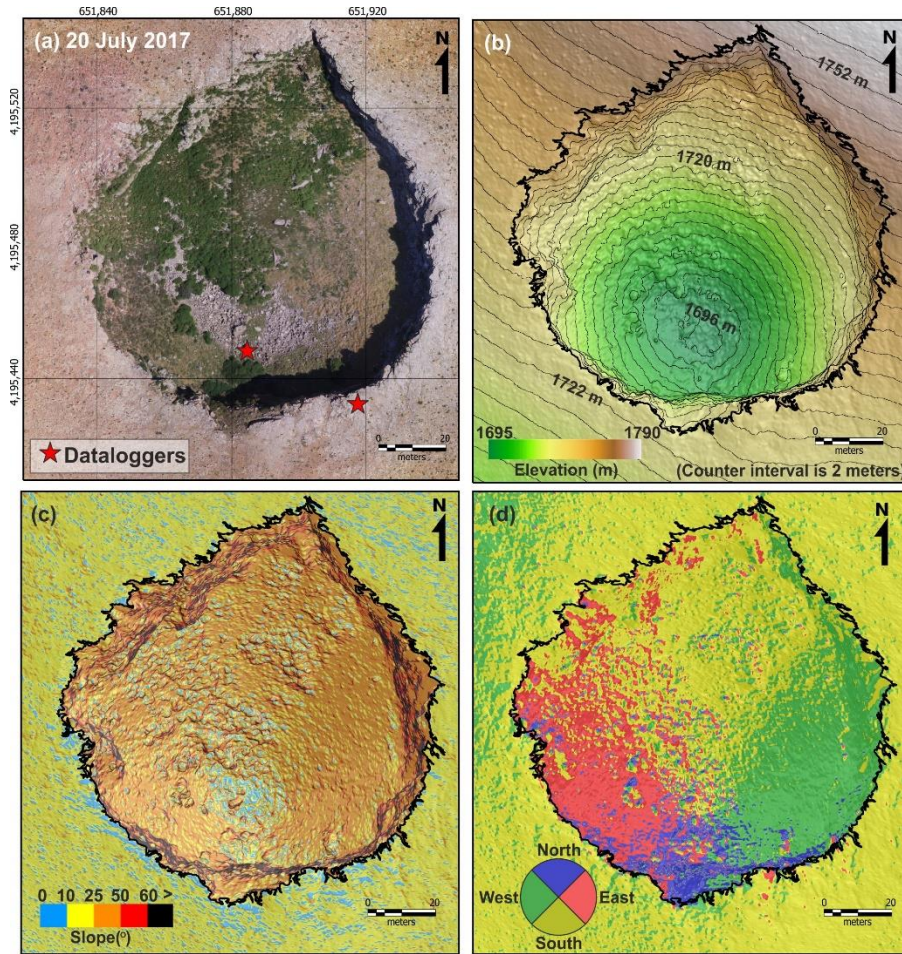 651,840 651,880 651,920
(a) 20 July 2017
N
4,195,520
4,195,480
4,195,440
★ Dataloggers
0 20
meters
(b)
N
1752 m
1720 m
1696 m
1722 m
1695 1790
Elevation (m)
(Counter interval is 2 meters)
0 20
meters
(c)
N
0 10 25 50 60 >
Slope(º)
0 20
meters
(d)
N
North
West East
South
0 20
meters